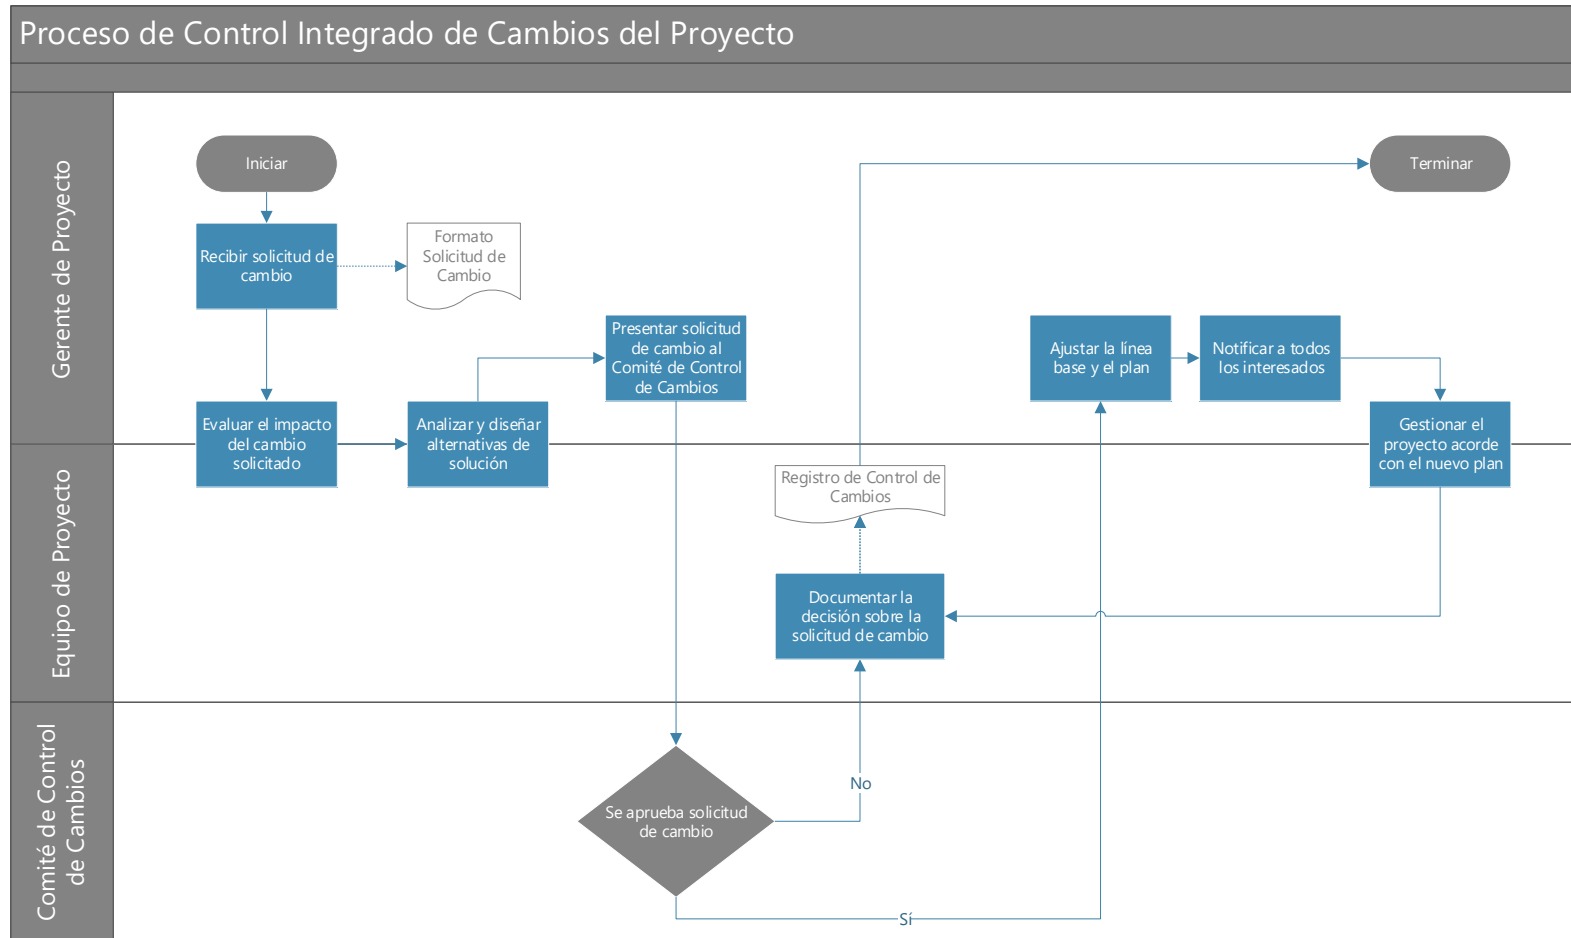 Proceso de Control Integrado de Cambios del Proyecto
Gerente de Proyecto
Iniciar
Terminar
Recibir solicitud de
cambio
Formato
Solicitud de
Cambio
Presentar solicitud
de cambio al
Comité de Control
de Cambios
Ajustar la línea
base y el plan
Notificar a todos
los interesados
Evaluar el impacto
del cambio
solicitado
Analizar y diseñar
alternativas de
solución
Gestionar el
proyecto acorde
con el nuevo plan
Equipo de Proyecto
Registro de Control de
Cambios
Documentar la
decisión sobre la
solicitud de cambio
Comité de Control
de Cambios
Se aprueba solicitud
de cambio
No
Sí